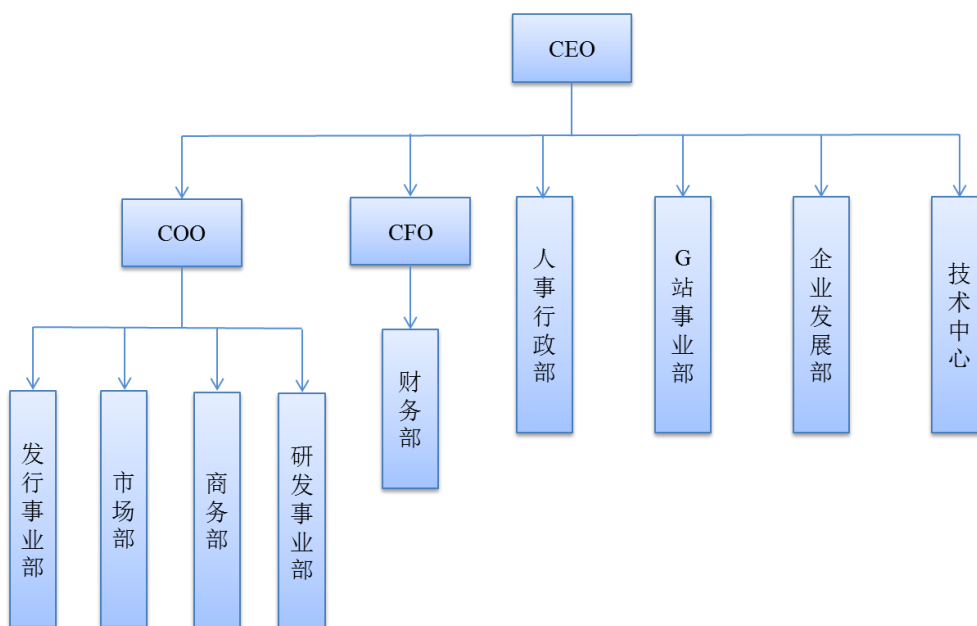 CEO
COO
CFO
人事行政部
G站事业部
企业发展部
技术中心
财务部
发行事业部
市场部
商务部
研发事业部